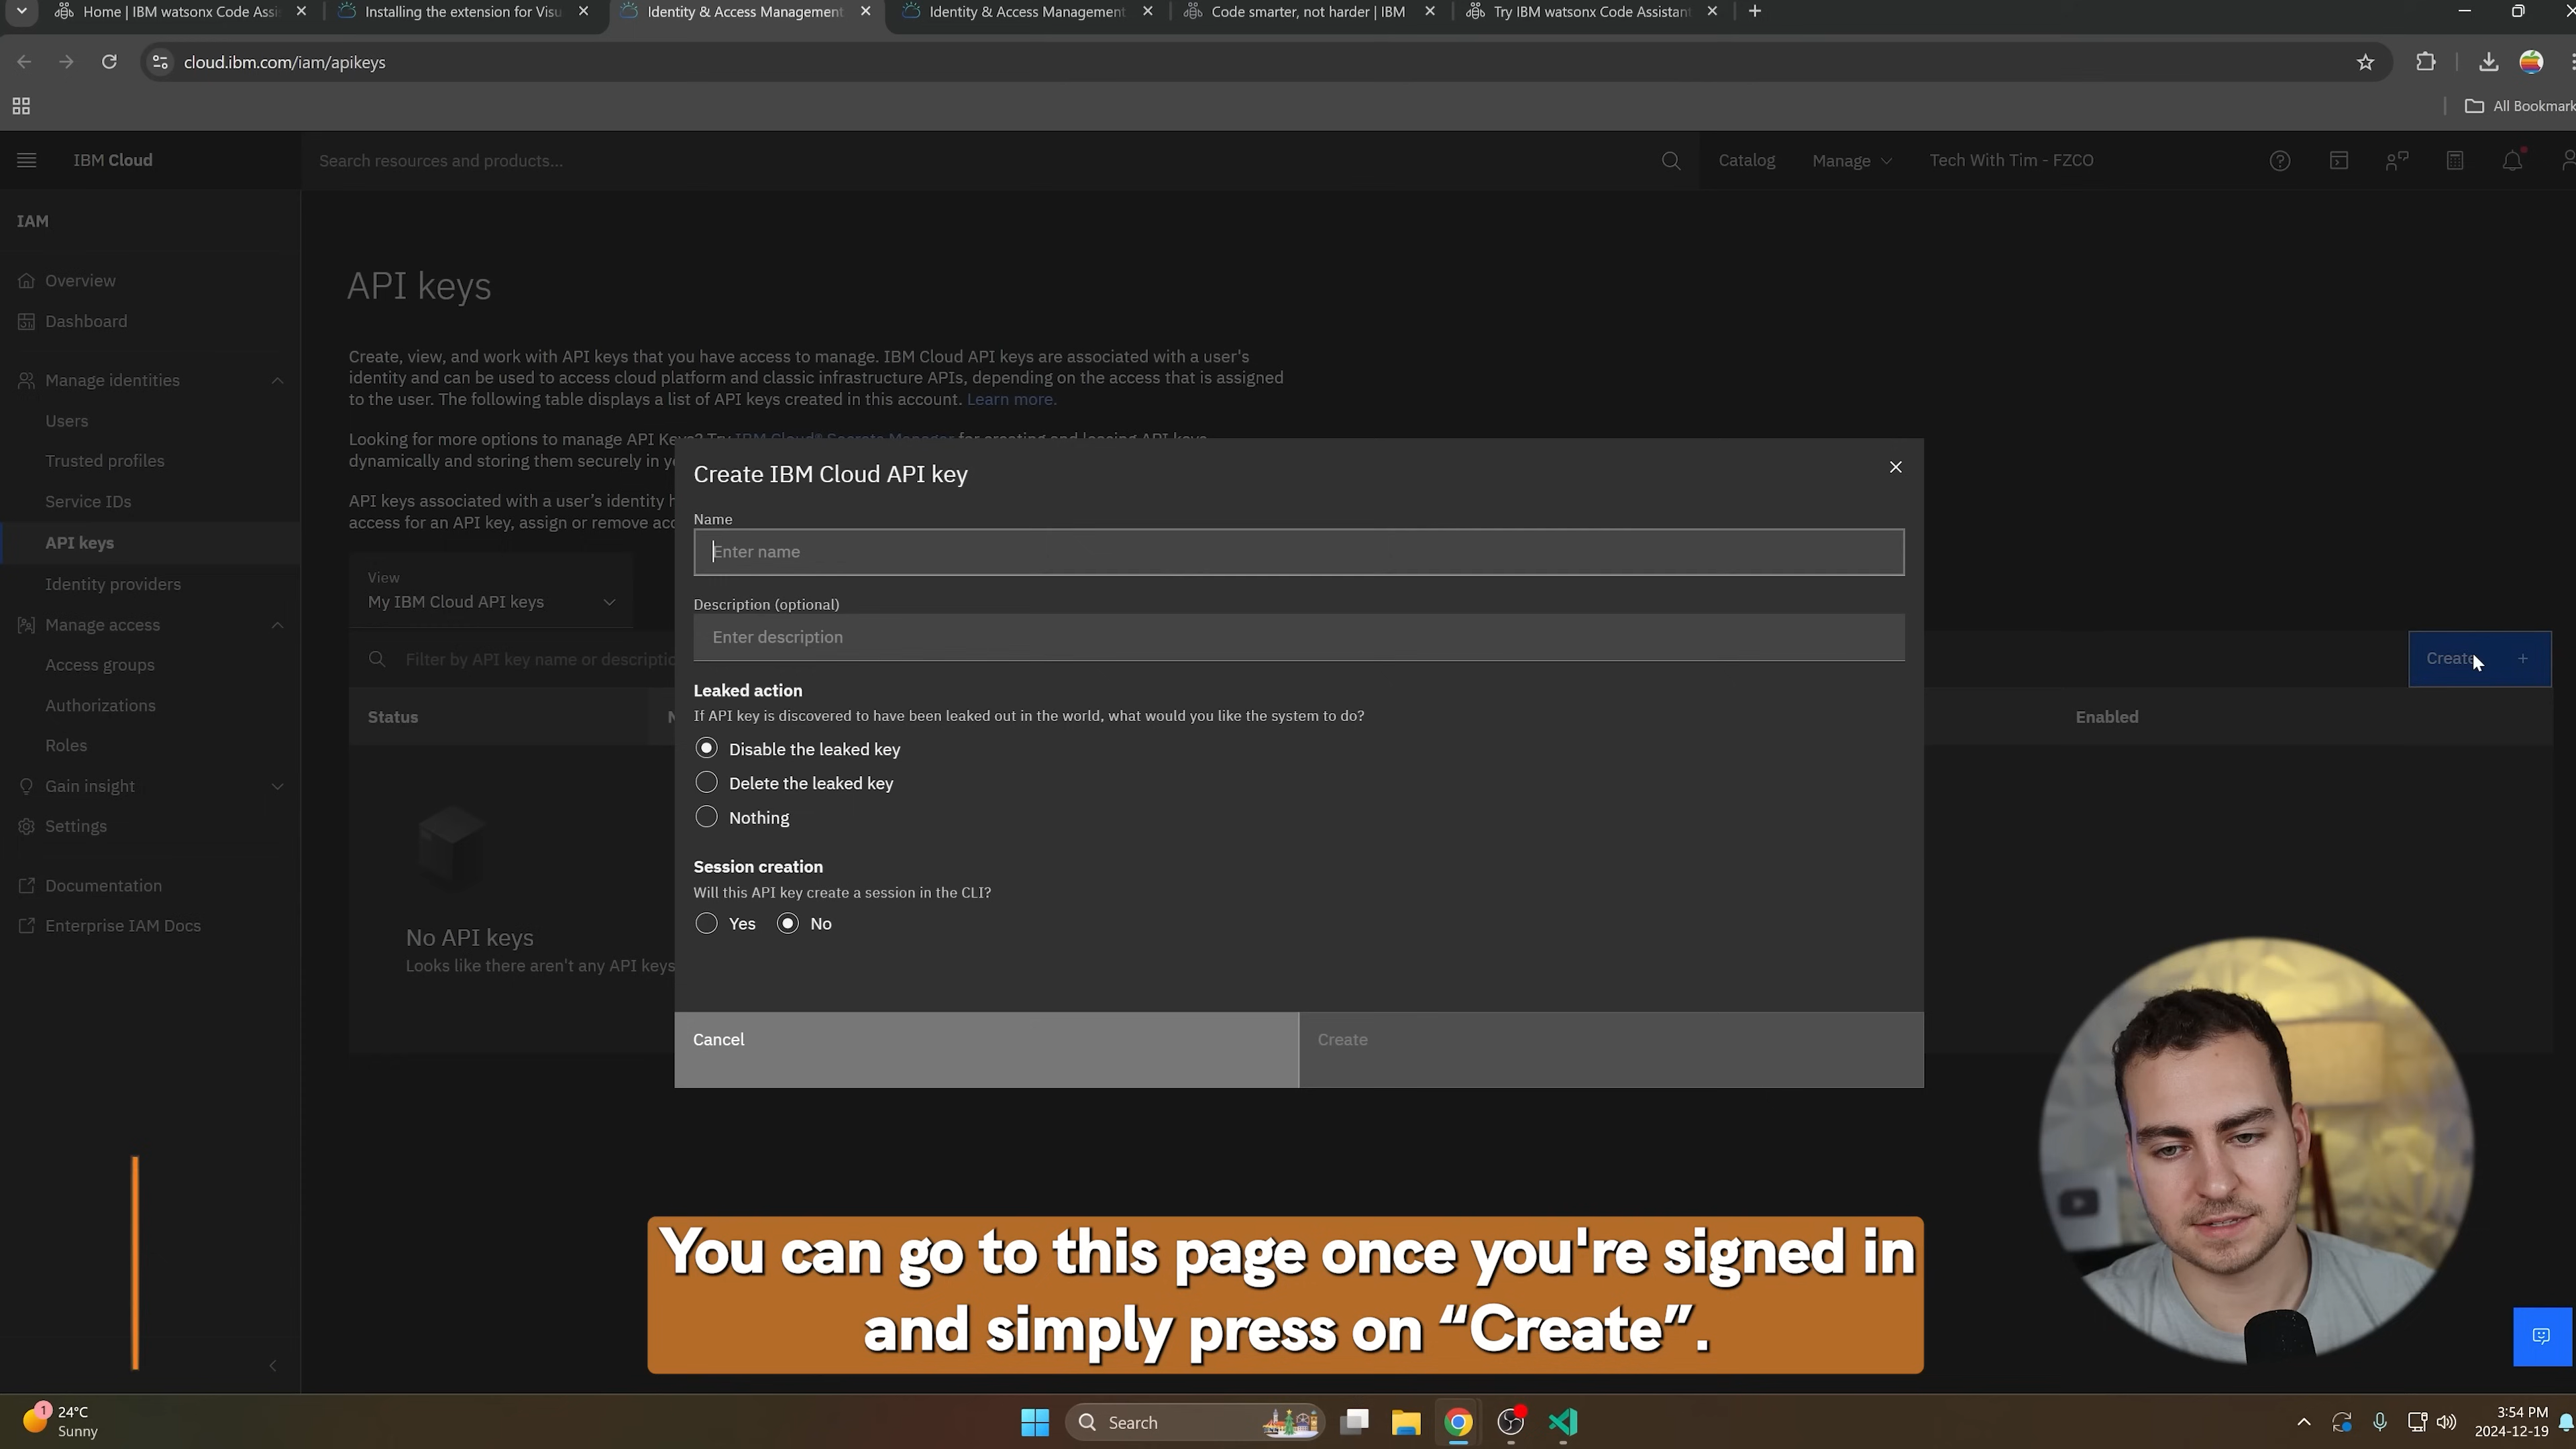 Home | IBM watsonx Code Assi
Installing the extension for Visu
Identity & Access Management
Identity & Access Management
Code smarter, not harder | IBM
Try IBM watsonx Code Assistant
cloud.ibm.com/iam/apikeys
All Bookmark
IBM Cloud
Search resources and products...
Catalog
Manage
Tech With Tim - FZCO
IAM
Overview
Dashboard
Manage identities
Users
Trusted profiles
Service IDs
API keys
Identity providers
Manage access
Access groups
Authorizations
Roles
Gain insight
Settings
Documentation
Enterprise IAM Docs
API keys
Create, view, and work with API keys that you have access to manage. IBM Cloud API keys are associated with a user's
identity and can be used to access cloud platform and classic infrastructure APIs, depending on the access that is assigned
to the user. The following table displays a list of API keys created in this account. Learn more.
Looking for more options to manage API Keys? Try IBM Cloud® Secrets Manager for creating and leasing API keys
dynamically and storing them securely in y
API keys associated with a user's identity h
access for an API key, assign or remove acc
View
My IBM Cloud API keys
Filter by API key name or descriptio
Create
Status
Enabled
No API keys
Looks like there aren't any API keys
Create IBM Cloud API key
Name
Enter name
Description (optional)
Enter description
Leaked action
If API key is discovered to have been leaked out in the world, what would you like the system to do?
Disable the leaked key
Delete the leaked key
Nothing
Session creation
Will this API key create a session in the CLI?
Yes No
Cancel
Create
You can go to this page once you're signed in
and simply press on “Create”.
1
24°C
Sunny
Search
3:54 PM
2024-12-19